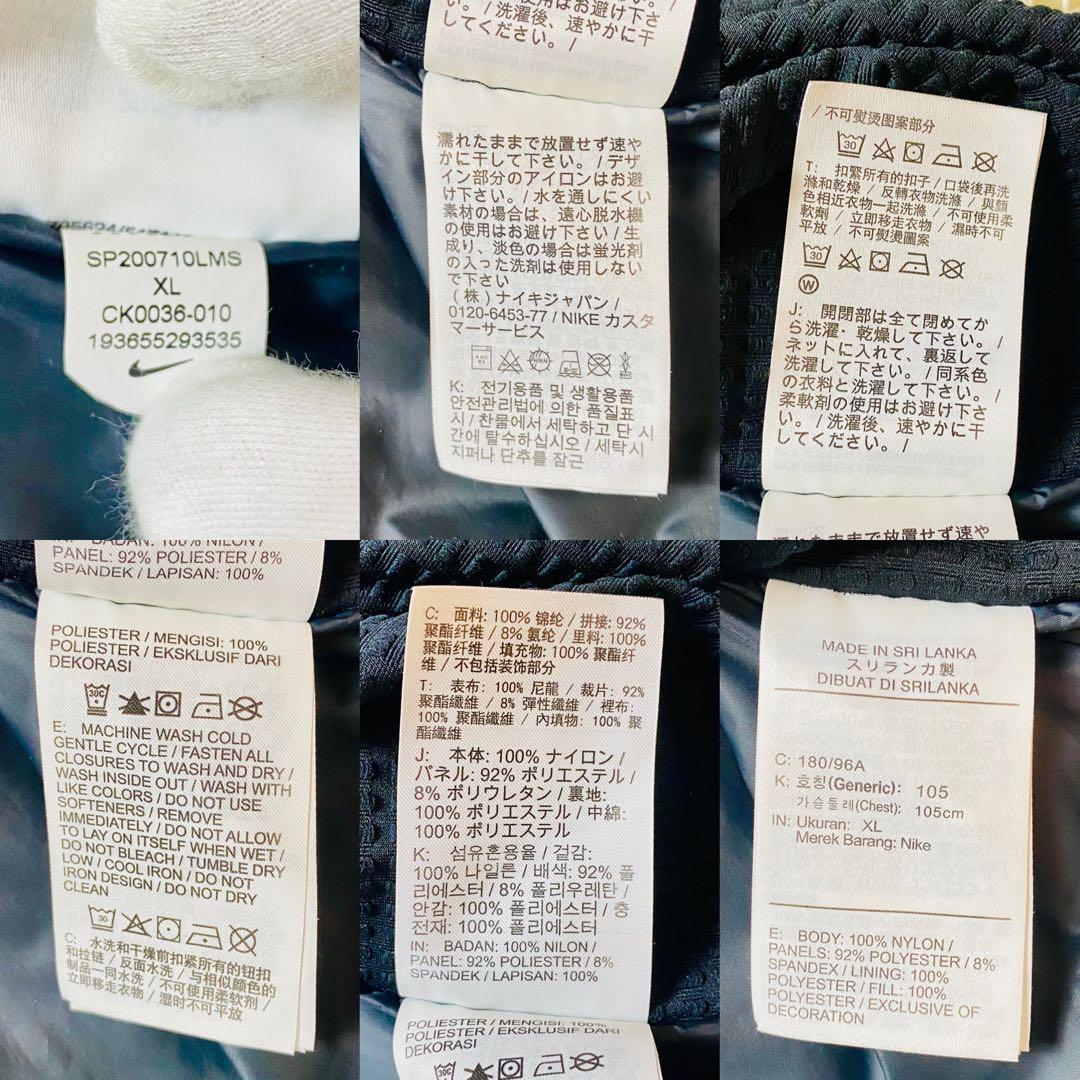 SP200710LMS
XL
CK0036-010
193655293535
使用はお避け下さ
い。/ 洗濯後、速やかに干
してください。/
濡れたままで放置せず速や
かに干して下さい。/ デザ
イン部分のアイロンはお避
け下さい。/ 水を通しにくい
素材の場合は、遠心脱水機
の使用はお避け下さい / 生
成り、淡色の場合は蛍光剤
の入った洗剤は使用しない
で下さい
(株) ナイキジャパン /
0120-6453-77 / NIKE カスタ
マーサービス
K: 전기용품 및 생활용품
안전관리법에 의한 품질표
시 / 찬물에서 세탁하고 단 시
간에 탈수하십시오 / 세탁시
지퍼나 단추를 잠근
/ 不可熨烫图案部分
30
T: 扣緊所有的扣子/ 口袋後再洗
滌和乾燥 / 反轉衣物洗滌 / 與顏
色相近衣物一起洗滌 / 不可使用柔
軟劑 / 立即移走衣物 / 濕時不可
平放 / 不可熨燙圖案
30
W
J: 開閉部は全て閉めてか
ら洗濯・乾燥して下さい。/
ネットに入れて、裏返して
洗濯して下さい。/ 同系色
の衣料と洗濯して下さい。/
柔軟剤の使用はお避け下さ
い。/ 洗濯後、速やかに干
してください。/
濡れたままで放置せず速や
K: BADAN: 100% NILON /
PANEL: 92% POLIESTER / 8%
SPANDEK / LAPISAN: 100%
POLIESTER / MENGISI: 100%
POLIESTER / EKSKLUSIF DARI
DEKORASI
30C
E: MACHINE WASH COLD
GENTLE CYCLE / FASTEN ALL
CLOSURES TO WASH AND DRY /
WASH INSIDE OUT / WASH WITH
LIKE COLORS / DO NOT USE
SOFTENERS / REMOVE
IMMEDIATELY / DO NOT ALLOW
TO LAY ON ITSELF WHEN WET /
DO NOT BLEACH / TUMBLE DRY
LOW / COOL IRON / DO NOT
IRON DESIGN / DO NOT DRY
CLEAN
30
C: 水洗和干燥前扣紧所有的钮扣
和拉链 / 反面水洗 / 与相似颜色的
制品一同水洗 / 不可使用柔软剂 /
立即移走衣物 / 湿时不可平放
C: 面料: 100% 锦纶 / 拼接: 92%
聚酯纤维 / 8% 氨纶 / 里料: 100%
聚酯纤维 / 填充物: 100% 聚酯纤
维 / 不包括装饰部分
T: 表布: 100% 尼龍 / 裁片: 92%
聚酯纖維 / 8% 彈性纖維 / 裡布:
100% 聚酯纖維 / 內填物: 100% 聚
酯纖維
J: 本体: 100% ナイロン /
パネル: 92% ポリエステル /
8% ポリウレタン / 裏地:
100% ポリエステル / 中綿:
100% ポリエステル
K: 섬유혼용율 / 겉감:
100% 나일론 / 배색: 92% 폴
리에스터 / 8% 폴리우레탄 /
안감: 100% 폴리에스터 / 충
전재: 100% 폴리에스터
IN: BADAN: 100% NILON /
PANEL: 92% POLIESTER / 8%
SPANDEK / LAPISAN: 100%
POLIESTER / MENGISI: 100%
POLIESTER / EKSKLUSIF DARI
DEKORASI
30C
MADE IN SRI LANKA
スリランカ製
DIBUAT DI SRILANKA
C: 180/96A
K: 호칭(Generic): 105
가슴둘레(Chest): 105cm
IN: Ukuran: XL
Merek Barang: Nike
E: BODY: 100% NYLON /
PANELS: 92% POLYESTER / 8%
SPANDEX / LINING: 100%
POLYESTER / FILL: 100%
POLYESTER / EXCLUSIVE OF
DECORATION